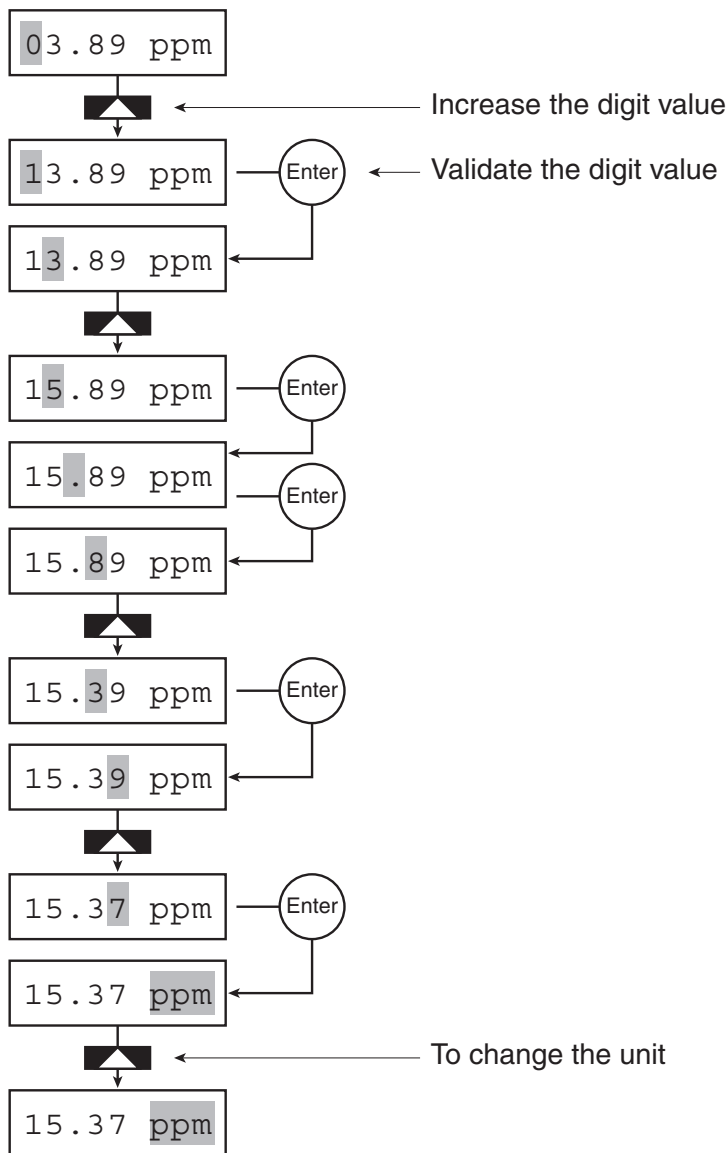 03.89 ppm
Increase the digit value
13.89 ppm
Enter
Validate the digit value
13.89 ppm
15.89 ppm
Enter
15.89 ppm
Enter
15.89 ppm
15.39 ppm
Enter
15.39 ppm
15.37 ppm
Enter
15.37 ppm
To change the unit
15.37 ppm